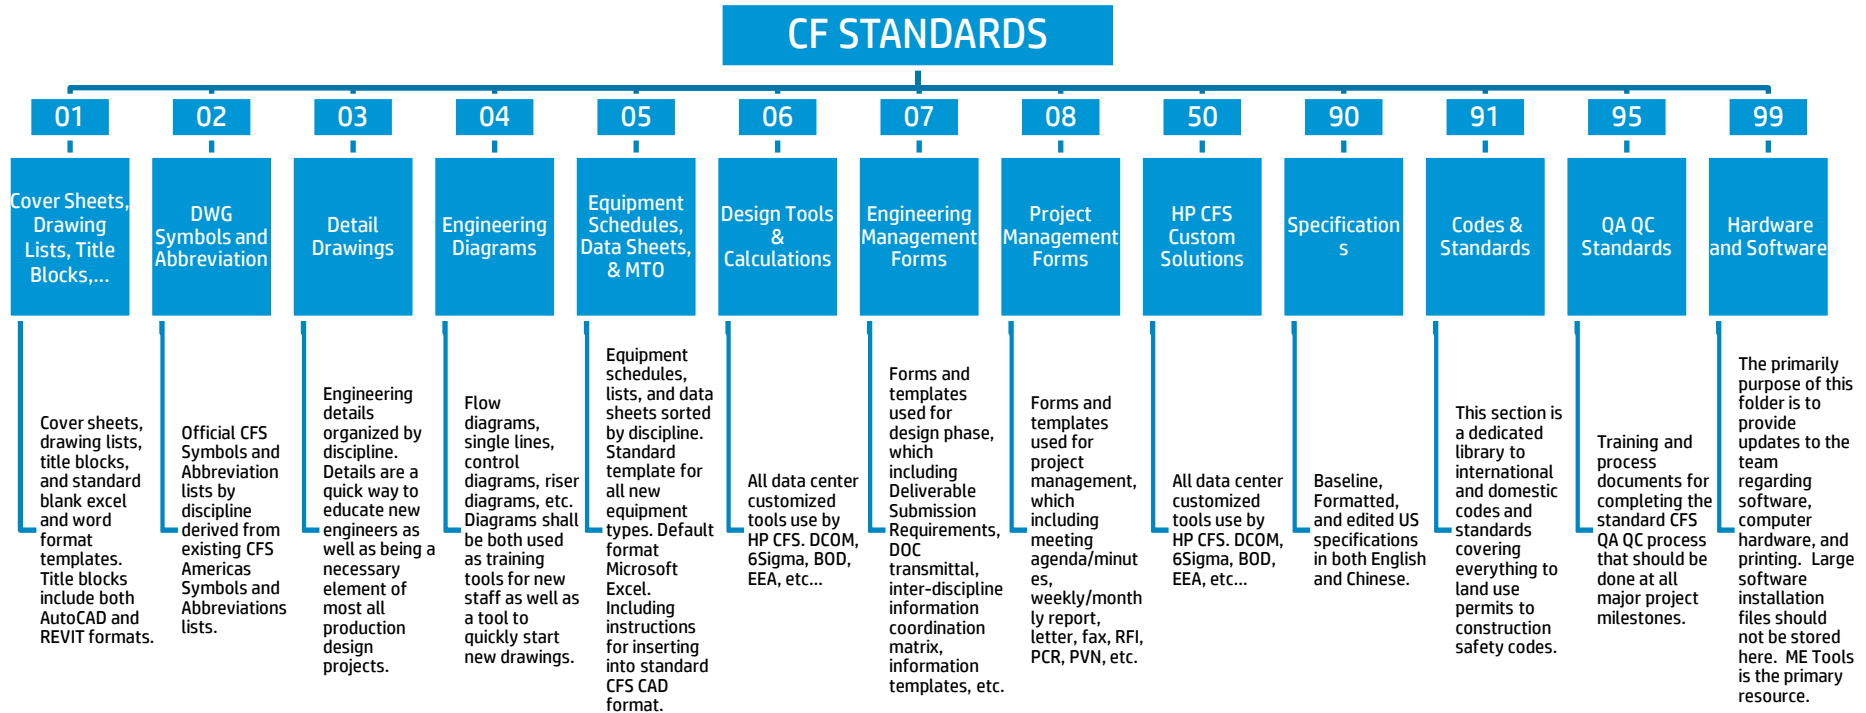 CF STANDARDS
01
02
03
04
05
06
07
08
50
90
91
95
99
Cover Sheets,
Drawing
Lists, Title
Blocks,...
DWG
Symbols and
Abbreviation
Detail
Drawings
Engineering
Diagrams
Equipment
Schedules,
Data Sheets,
& MTO
Design Tools
&
Calculations
Engineering
Management
Forms
Project
Management
Forms
HP CFS
Custom
Solutions
Specification
s
Codes &
Standards
QA QC
Standards
Hardware
and Software
Cover sheets,
drawing lists,
title blocks,
and standard
blank excel
and word
format
templates.
Title blocks
include both
AutoCAD and
REVIT formats.
Official CFS
Symbols and
Abbreviation
lists by
discipline
derived from
existing CFS
Americas
Symbols and
Abbreviations
lists.
Engineering
details
organized by
discipline.
Details are a
quick way to
educate new
engineers as
well as being a
necessary
element of
most all
production
design
projects.
Flow
diagrams,
single lines,
control
diagrams, riser
diagrams, etc.
Diagrams shall
be both used
as training
tools for new
staff as well as
a tool to
quickly start
new drawings.
Equipment
schedules,
lists, and data
sheets sorted
by discipline.
Standard
template for
all new
equipment
types. Default
format
Microsoft
Excel.
Including
instructions
for inserting
into standard
CFS CAD
format.
All data center
customized
tools use by
HP CFS. DCOM,
6Sigma, BOD,
EEA, etc...
Forms and
templates
used for
design phase,
which
including
Deliverable
Submission
Requirements,
DOC
transmittal,
inter-discipline
information
coordination
matrix,
information
templates, etc.
Forms and
templates
used for
project
management,
which
including
meeting
agenda/minut
es,
weekly/month
ly report,
letter, fax, RFI,
PCR, PVN, etc.
All data center
customized
tools use by
HP CFS. DCOM,
6Sigma, BOD,
EEA, etc...
Baseline,
Formatted,
and edited US
specifications
in both English
and Chinese.
This section is
a dedicated
library to
international
and domestic
codes and
standards
covering
everything to
land use
permits to
construction
safety codes.
Training and
process
documents for
completing the
standard CFS
QA QC process
that should be
done at all
major project
milestones.
The primarily
purpose of this
folder is to
provide
updates to the
team
regarding
software,
computer
hardware, and
printing. Large
software
installation
files should
not be stored
here. ME Tools
is the primary
resource.